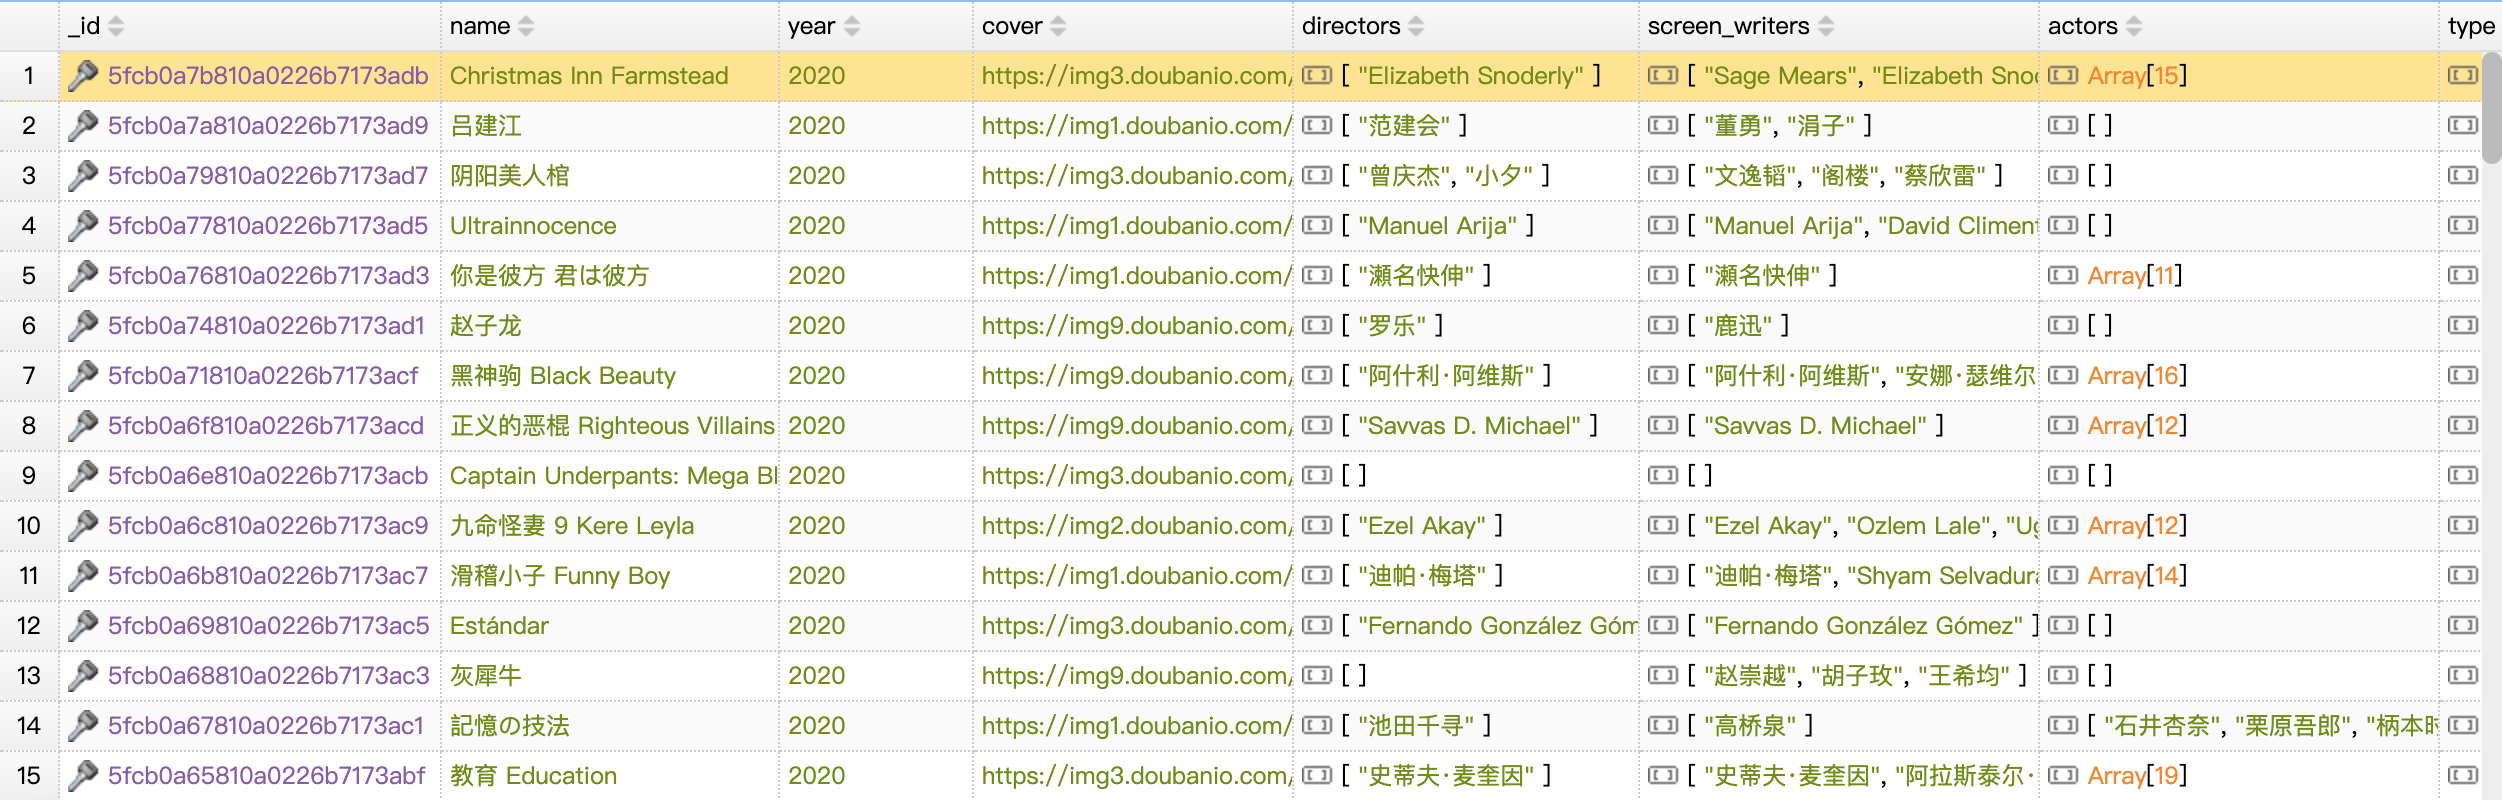 _id name year cover directors screen_writers actors type
1 5fcb0a7b810a0226b7173adb Christmas Inn Farmstead 2020 https://img3.doubanio.com/ [ "Elizabeth Snoderly" ] [ "Sage Mears", "Elizabeth Snoc Array[15]
2 5fcb0a7a810a0226b7173ad9 吕建江 2020 https://img1.doubanio.com/ [ "范建会" ] [ "董勇", "涓子" ] [ ]
3 5fcb0a79810a0226b7173ad7 阴阳美人棺 2020 https://img3.doubanio.com/ [ "曾庆杰", "小夕" ] [ "文逸韬", "阁楼", "蔡欣雷" ] [ ]
4 5fcb0a77810a0226b7173ad5 Ultrainnocence 2020 https://img1.doubanio.com/ [ "Manuel Arija" ] [ "Manuel Arija", "David Climent [ ]
5 5fcb0a76810a0226b7173ad3 你是彼方 君は彼方 2020 https://img1.doubanio.com/ [ "瀬名快伸" ] [ "瀬名快伸" ] Array[11]
6 5fcb0a74810a0226b7173ad1 赵子龙 2020 https://img9.doubanio.com/ [ "罗乐" ] [ "鹿迅" ] [ ]
7 5fcb0a71810a0226b7173acf 黑神驹 Black Beauty 2020 https://img9.doubanio.com/ [ "阿什利·阿维斯" ] [ "阿什利·阿维斯", "安娜·瑟维尔 Array[16]
8 5fcb0a6f810a0226b7173acd 正义的恶棍 Righteous Villains 2020 https://img9.doubanio.com/ [ "Savvas D. Michael" ] [ "Savvas D. Michael" ] Array[12]
9 5fcb0a6e810a0226b7173acb Captain Underpants: Mega Bl 2020 https://img3.doubanio.com/ [ ] [ ] [ ]
10 5fcb0a6c810a0226b7173ac9 九命怪妻 9 Kere Leyla 2020 https://img2.doubanio.com/ [ "Ezel Akay" ] [ "Ezel Akay", "Ozlem Lale", "Ug Array[12]
11 5fcb0a6b810a0226b7173ac7 滑稽小子 Funny Boy 2020 https://img1.doubanio.com/ [ "迪帕·梅塔" ] [ "迪帕·梅塔", "Shyam Selvadura Array[14]
12 5fcb0a69810a0226b7173ac5 Estándar 2020 https://img3.doubanio.com/ [ "Fernando González Góm [ "Fernando González Gómez" ] [ ]
13 5fcb0a68810a0226b7173ac3 灰犀牛 2020 https://img9.doubanio.com/ [ ] [ "赵崇越", "胡子玫", "王希均" ] [ ]
14 5fcb0a67810a0226b7173ac1 記憶の技法 2020 https://img1.doubanio.com/ [ "池田千寻" ] [ "高桥泉" ] [ "石井杏奈", "栗原吾郎", "柄本时
15 5fcb0a65810a0226b7173abf 教育 Education 2020 https://img3.doubanio.com/ [ "史蒂夫·麦奎因" ] [ "史蒂夫·麦奎因", "阿拉斯泰尔· Array[19]